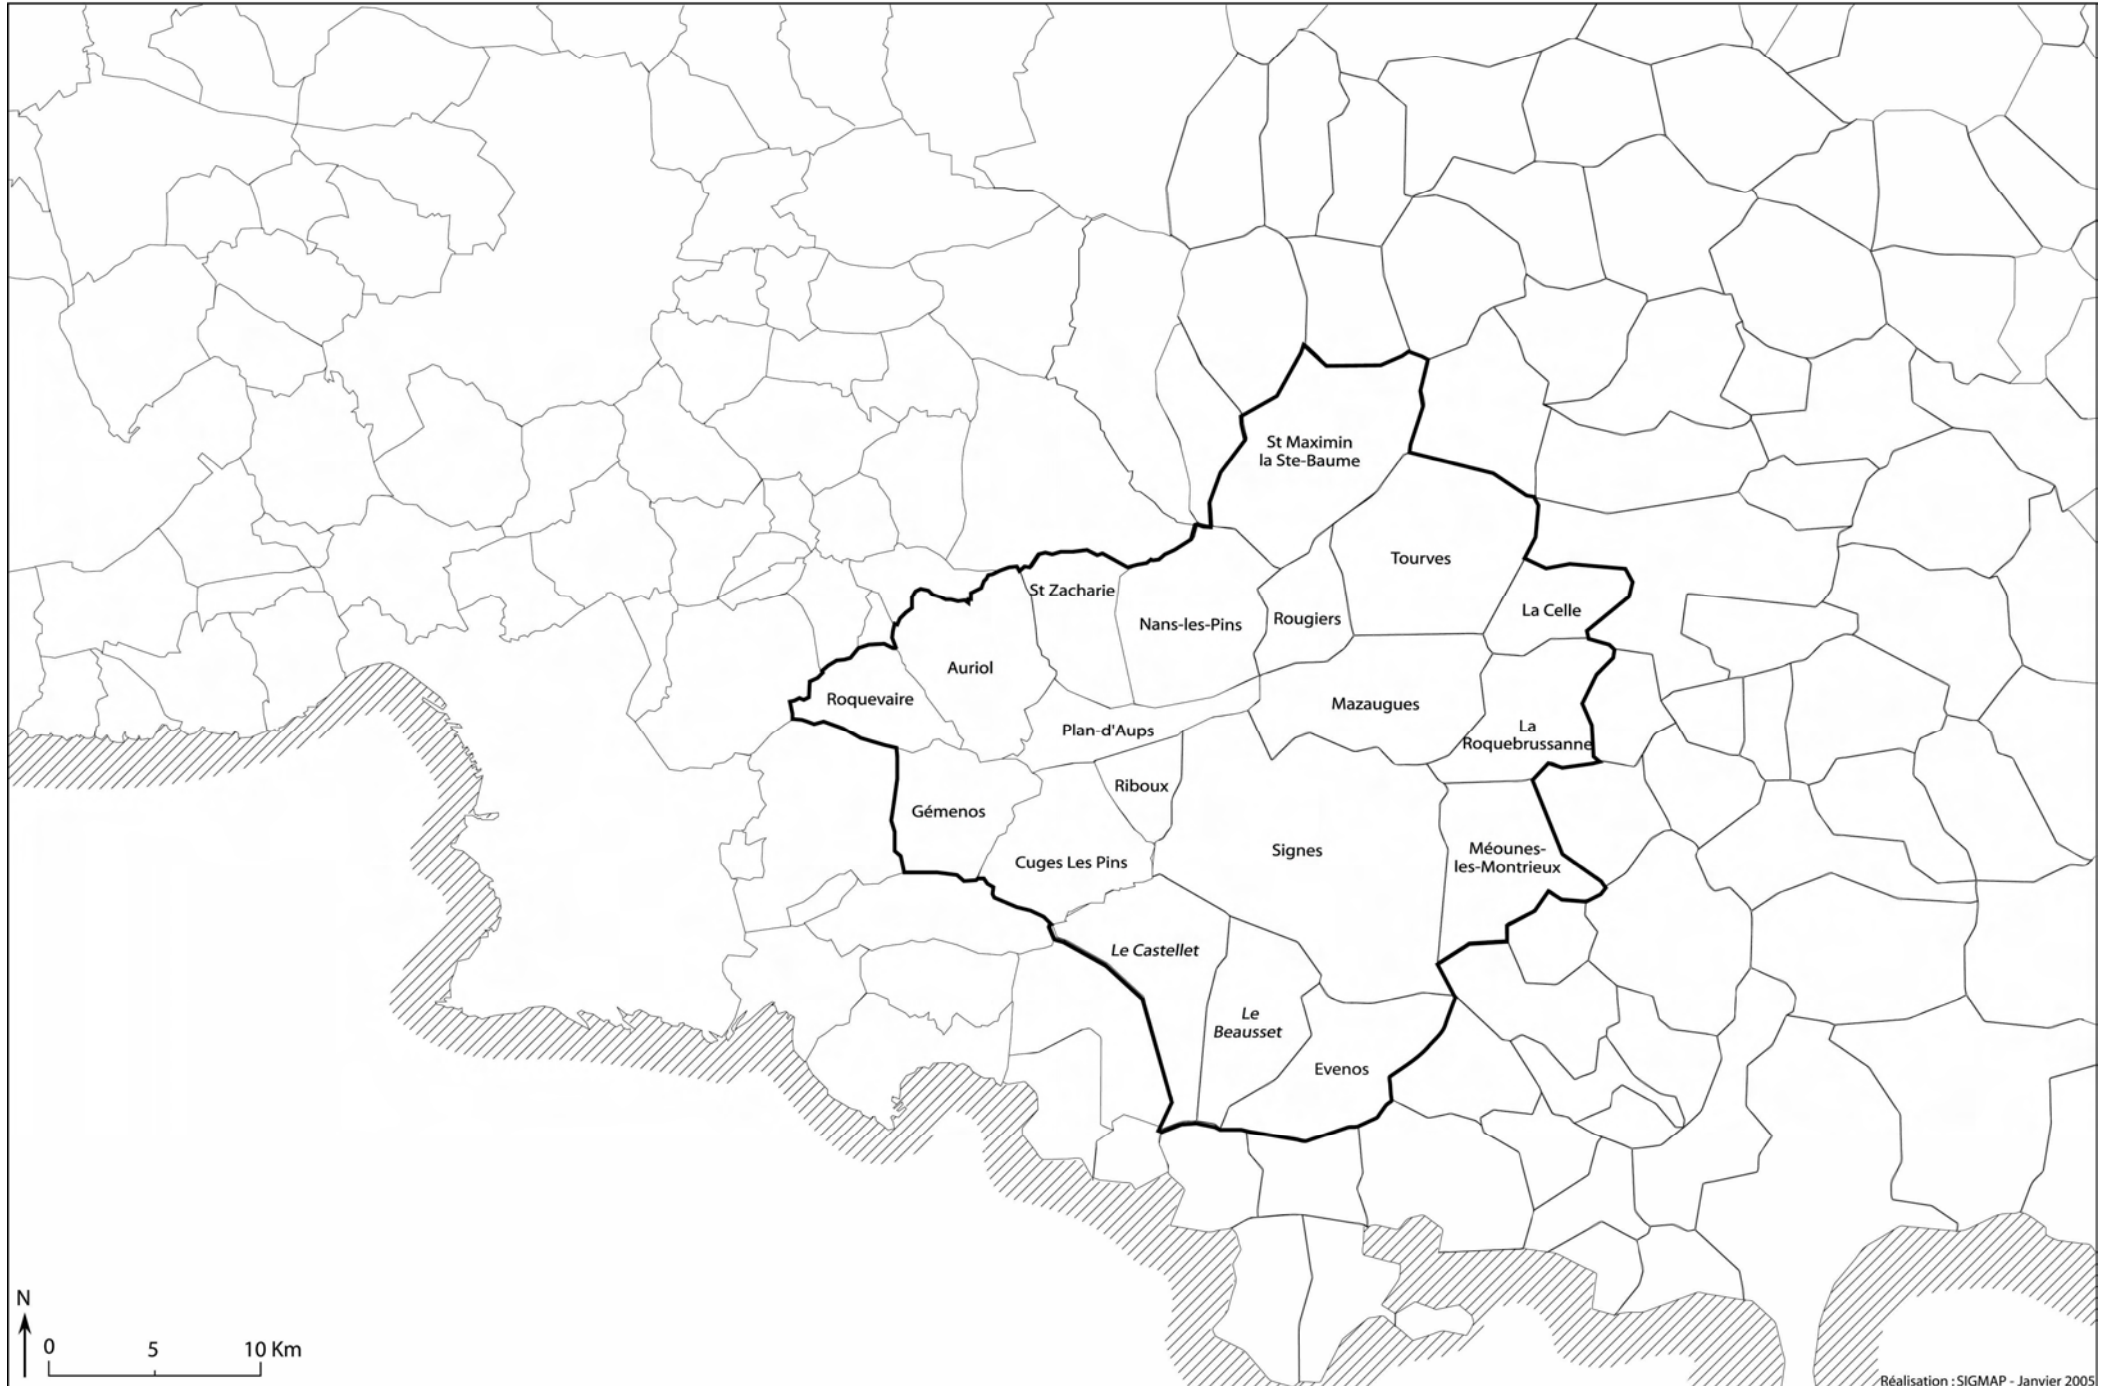 St Maximin
la Ste-Baume
Tourves
St Zacharie
La Celle
Nans-les-Pins
Rougiers
Auriol
Roquevaire
Mazaugues
Plan-d'Aups
La
Roquebrussanne
Riboux
Gémenos
Signes
Méounes-
les-Montrieux
Cuges Les Pins
Le Castellet
Le
Beausset
Evenos
N
0 5 10 Km
Réalisation : SIGMAP - Janvier 2005